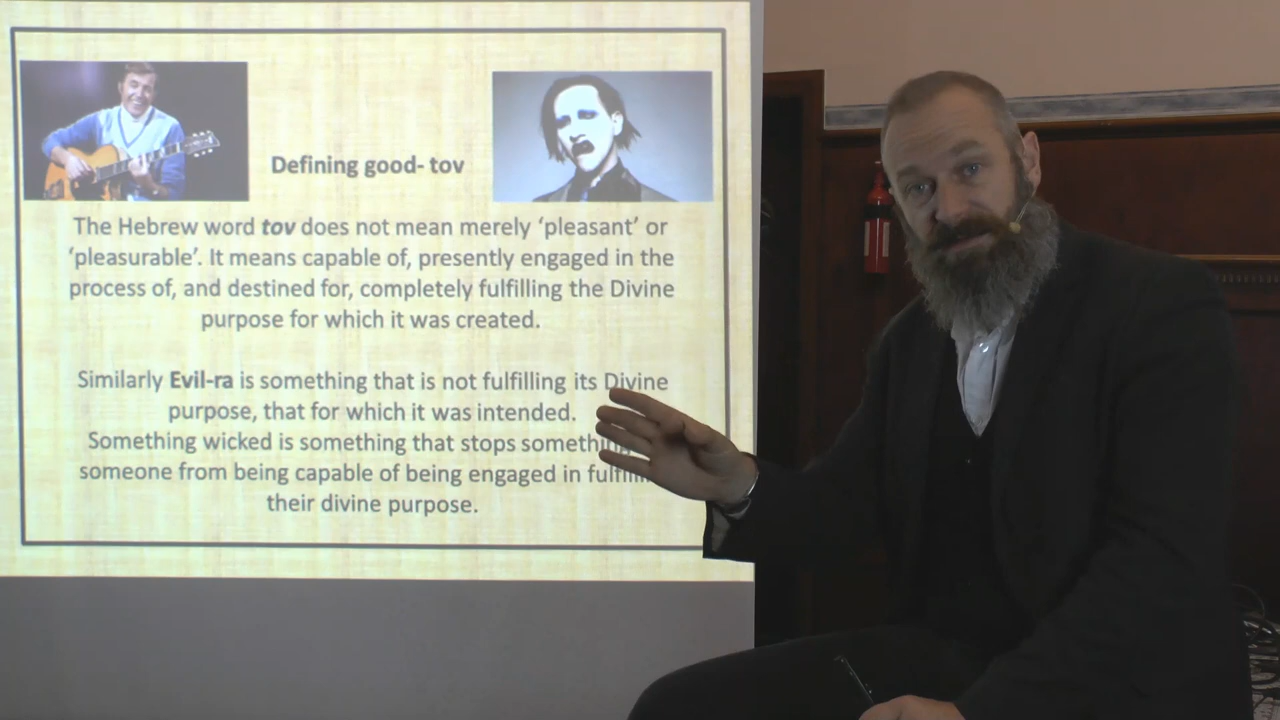 Defining good- tov
The Hebrew word tov does not mean merely ‘pleasant’ or
‘pleasurable’. It means capable of, presently engaged in the
process of, and destined for, completely fulfilling the Divine
purpose for which it was created.
Similarly Evil-ra is something that is not fulfilling its Divine
purpose, that for which it was intended.
Something wicked is something that stops
someone from being capable of being engaged in
their divine purpose.